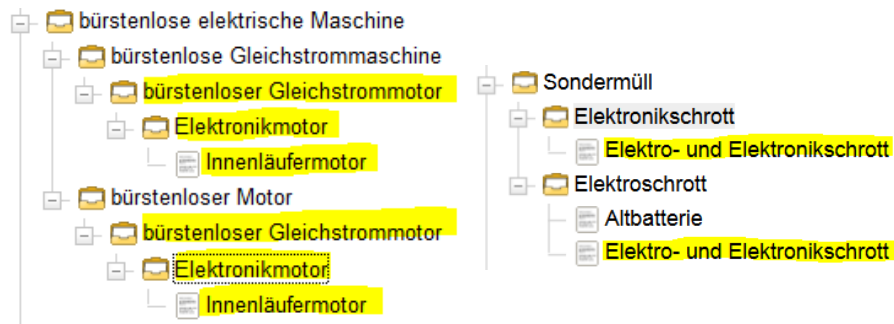 bürstenlose elektrische Maschine
bürstenlose Gleichstrommaschine
bürstenloser Gleichstrommotor
Elektronikmotor
Innenläufermotor
bürstenloser Motor
bürstenloser Gleichstrommotor
Elektronikmotor
Innenläufermotor
Sondermüll
Elektronikschrott
Elektro- und Elektronikschrott
Elektroschrott
Altbatterie
Elektro- und Elektronikschrott